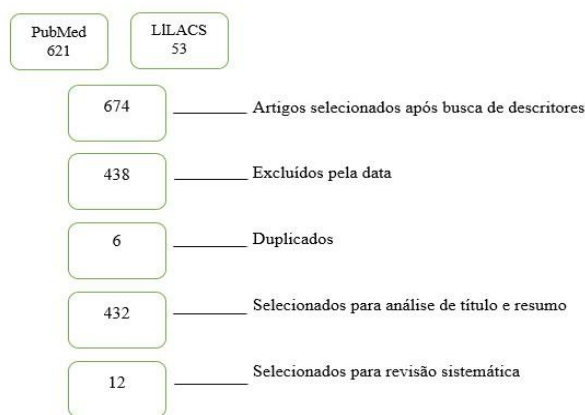 PubMed
621
LILACS
53
674
Artigos selecionados após busca de descritores
438
Excluídos pela data
6
Duplicados
432
Selecionados para análise de título e resumo
12
Selecionados para revisão sistemática